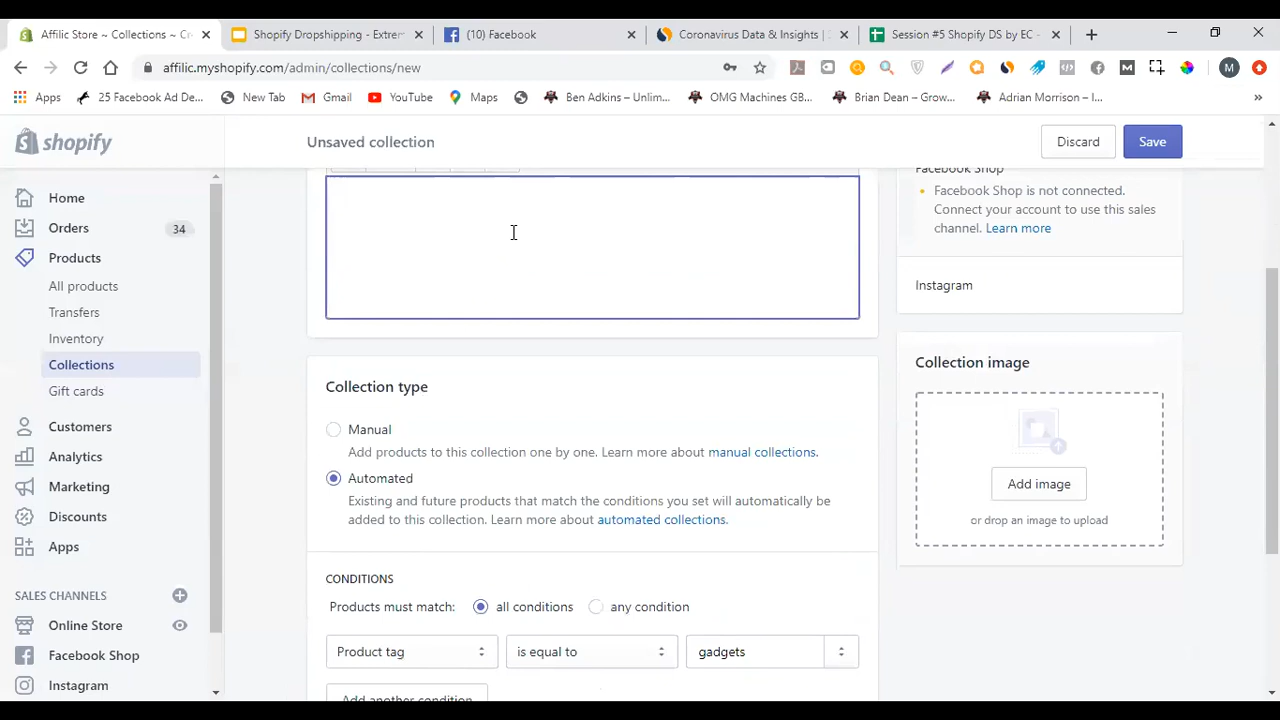 Affilic Store ~ Collections ~ Cr
Shopify Dropshipping - Extrem
(10) Facebook
Coronavirus Data & Insights |
Session #5 Shopify DS by EC -
affilic.myshopify.com/admin/collections/new
M
Apps
25 Facebook Ad De...
New Tab
Gmail
YouTube
Maps
Ben Adkins – Unlim...
OMG Machines GB...
Brian Dean – Grow...
Adrian Morrison – I...
»
shopify
Unsaved collection
Discard
Save
Home
Orders
34
Products
All products
Transfers
Inventory
Collections
Gift cards
Customers
Analytics
Marketing
Discounts
Apps
SALES CHANNELS
Online Store
Facebook Shop
Instagram
Collection type
Manual
Add products to this collection one by one. Learn more about manual collections.
Automated
Existing and future products that match the conditions you set will automatically be
added to this collection. Learn more about automated collections.
CONDITIONS
Products must match:
all conditions
any condition
Product tag
is equal to
gadgets
Add another condition
Facebook Shop
Facebook Shop is not connected.
Connect your account to use this sales
channel. Learn more
Instagram
Collection image
Add image
or drop an image to upload